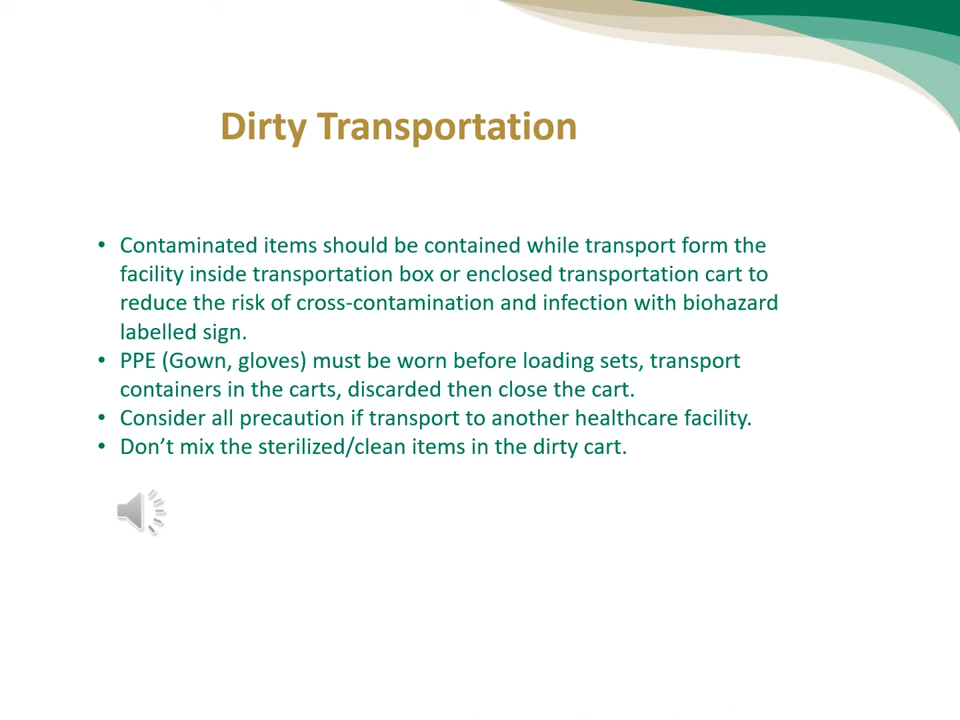 Dirty Transportation
• Contaminated items should be contained while transport form the
facility inside transportation box or enclosed transportation cart to
reduce the risk of cross-contamination and infection with biohazard
labelled sign.
• PPE (Gown, gloves) must be worn before loading sets, transport
containers in the carts, discarded then close the cart.
• Consider all precaution if transport to another healthcare facility.
• Don’t mix the sterilized/clean items in the dirty cart.